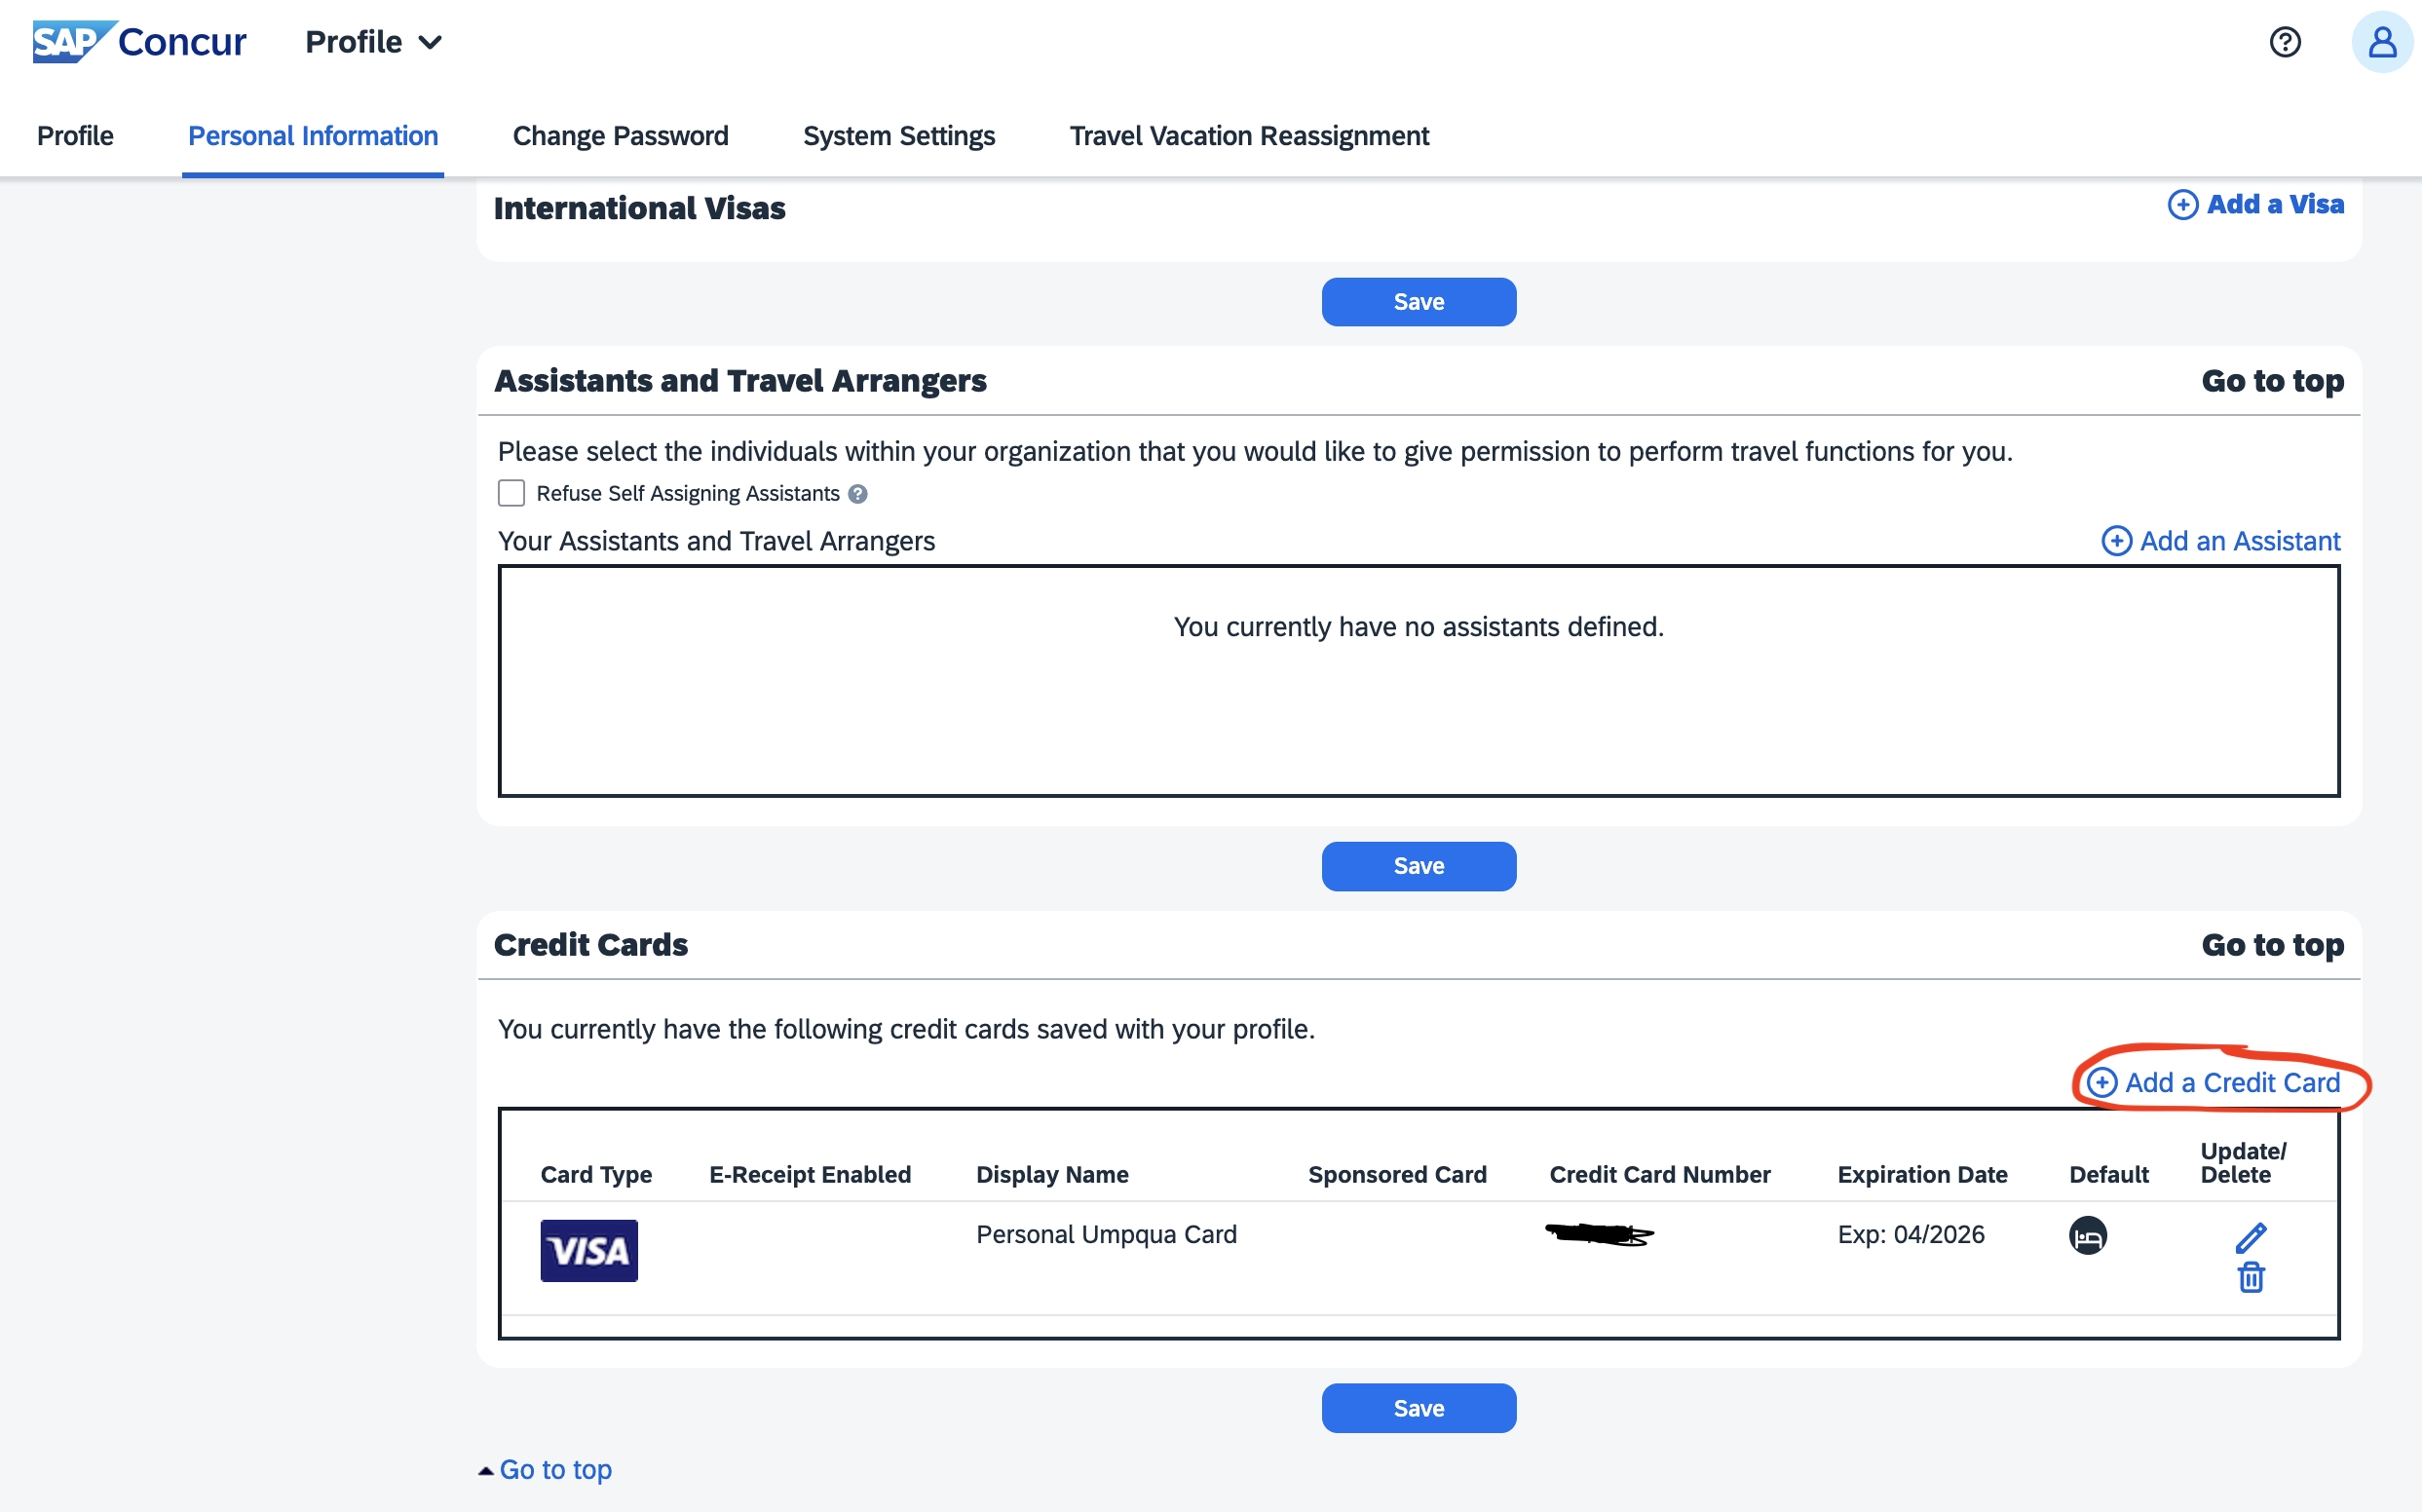 SAP Concur Profile
Profile Personal Information Change Password System Settings Travel Vacation Reassignment
International Visas Add a Visa
Save
Assistants and Travel Arrangers Go to top
Please select the individuals within your organization that you would like to give permission to perform travel functions for you.
Refuse Self Assigning Assistants ?
Your Assistants and Travel Arrangers Add an Assistant
You currently have no assistants defined.
Save
Credit Cards Go to top
You currently have the following credit cards saved with your profile.
Add a Credit Card
Card Type E-Receipt Enabled Display Name Sponsored Card Credit Card Number Expiration Date Default Update/
Delete
VISA Personal Umpqua Card Exp: 04/2026
Save
Go to top